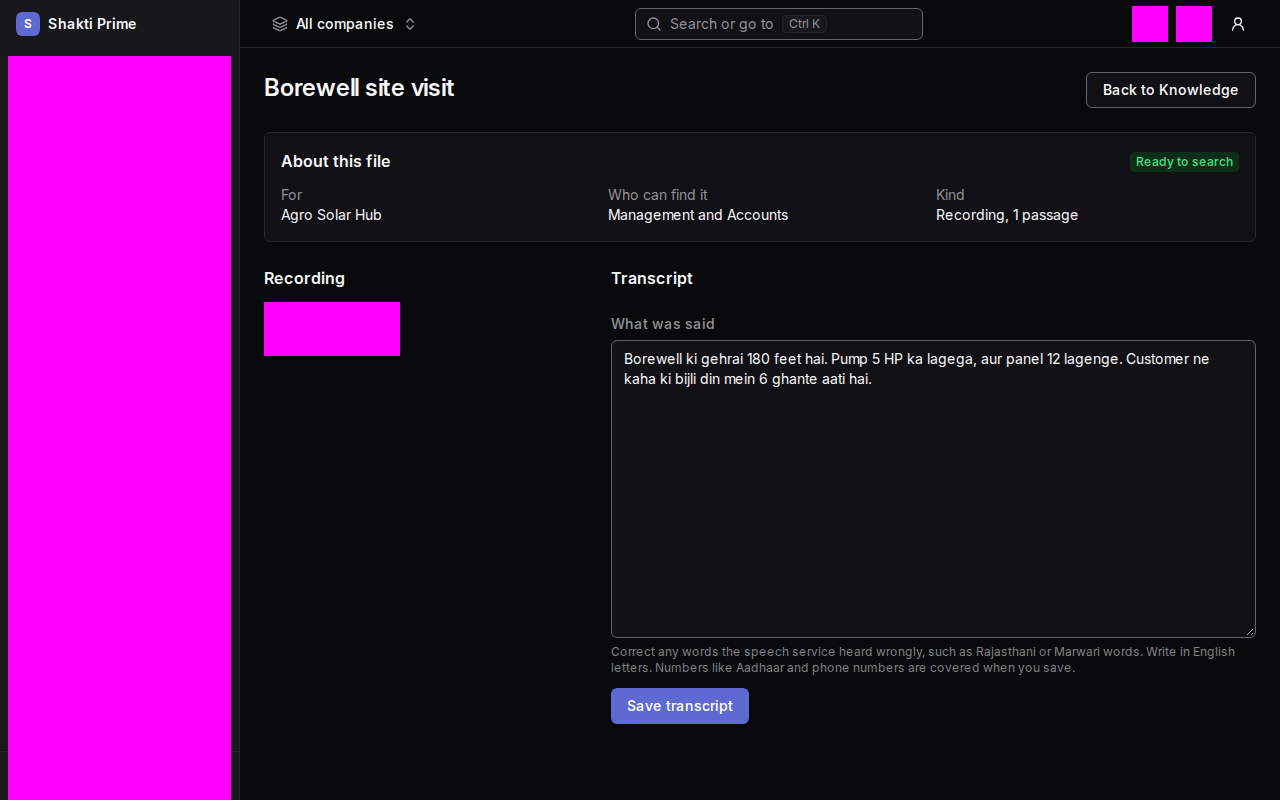 S Shakti Prime
All companies
Search or go to Ctrl K
Borewell site visit
Back to Knowledge
About this file
Ready to search
For
Who can find it
Kind
Agro Solar Hub
Management and Accounts
Recording, 1 passage
Recording
Transcript
What was said
Borewell ki gehrai 180 feet hai. Pump 5 HP ka lagega, aur panel 12 lagenge. Customer ne
kaha ki bijli din mein 6 ghante aati hai.
Correct any words the speech service heard wrongly, such as Rajasthani or Marwari words. Write in English
letters. Numbers like Aadhaar and phone numbers are covered when you save.
Save transcript